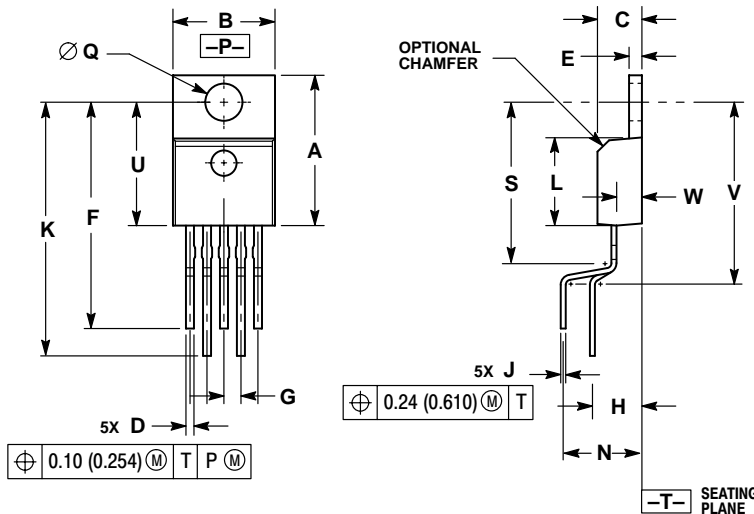 B
–P–
Ø Q
A
U
F
K
G
5X D
⌖ 0.10 (0.254) Ⓜ T P Ⓜ
C
OPTIONAL
CHAMFER
E
S
L
W
V
5X J
⌖ 0.24 (0.610) Ⓜ T
H
N
–T–
SEATING
PLANE